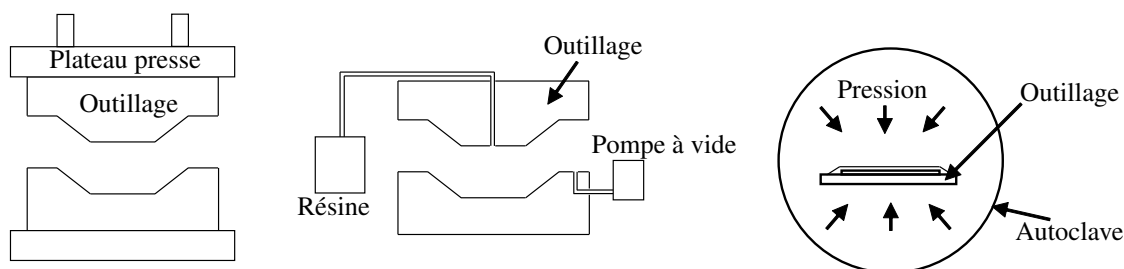 Plateau presse
Outillage
Outillage
Résine
Pompe à vide
Pression
Outillage
Autoclave